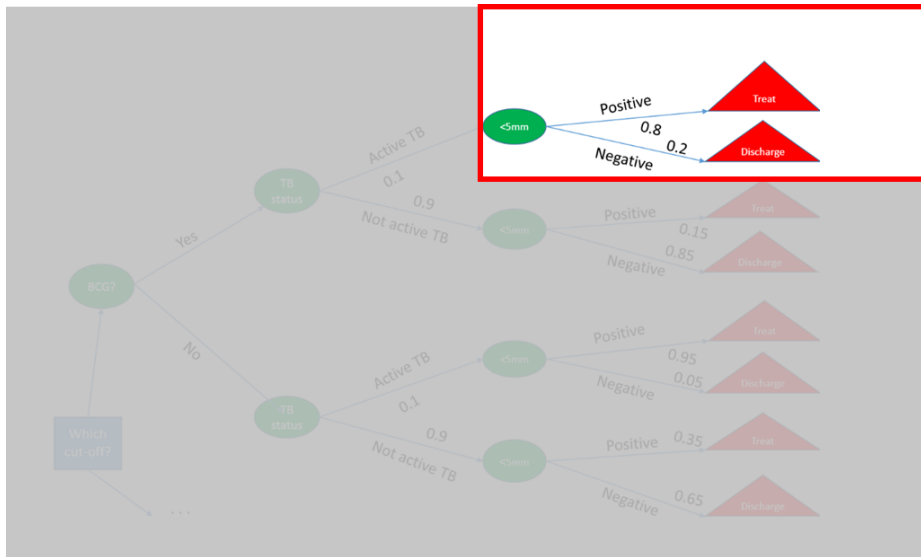 Positive
Treat
<5mm
0.8
0.2
Negative
Discharge
Active TB
0.1
TB
status
0.9
Not active TB
Positive
Treat
<5mm
0.15
0.85
Negative
Discharge
Yes
BCG?
No
Positive
Treat
<5mm
0.95
0.05
Negative
Discharge
Active TB
0.1
TB
status
0.9
Not active TB
Positive
0.35
Treat
<5mm
Negative
0.65
Discharge
Which
cut-off?
...